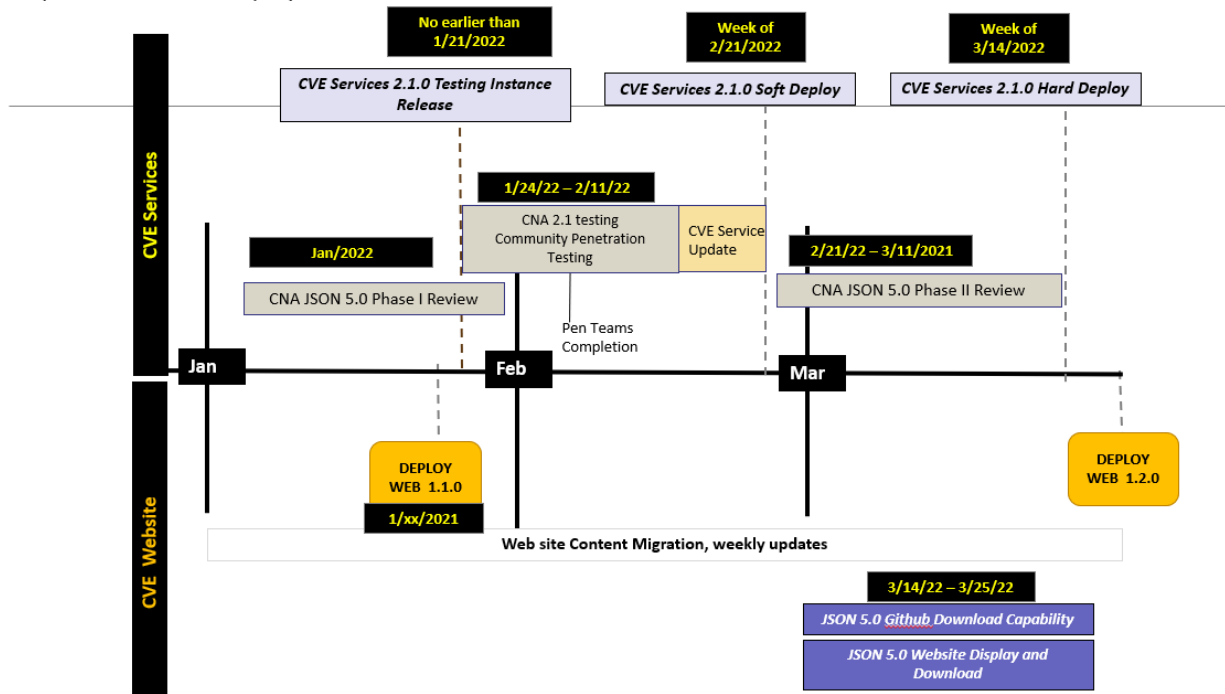 No earlier than
1/21/2022
Week of
2/21/2022
Week of
3/14/2022
CVE Services 2.1.0 Testing Instance
Release
CVE Services 2.1.0 Soft Deploy
CVE Services 2.1.0 Hard Deploy
CVE Services
1/24/22 – 2/11/22
CNA 2.1 testing
Community Penetration
Testing
CVE Service
Update
Jan/2022
2/21/22 – 3/11/2021
CNA JSON 5.0 Phase I Review
CNA JSON 5.0 Phase II Review
Pen Teams
Completion
Jan
Feb
Mar
CVE Website
DEPLOY
WEB 1.1.0
1/xx/2021
DEPLOY
WEB 1.2.0
Web site Content Migration, weekly updates
3/14/22 – 3/25/22
JSON 5.0 Github Download Capability
JSON 5.0 Website Display and
Download